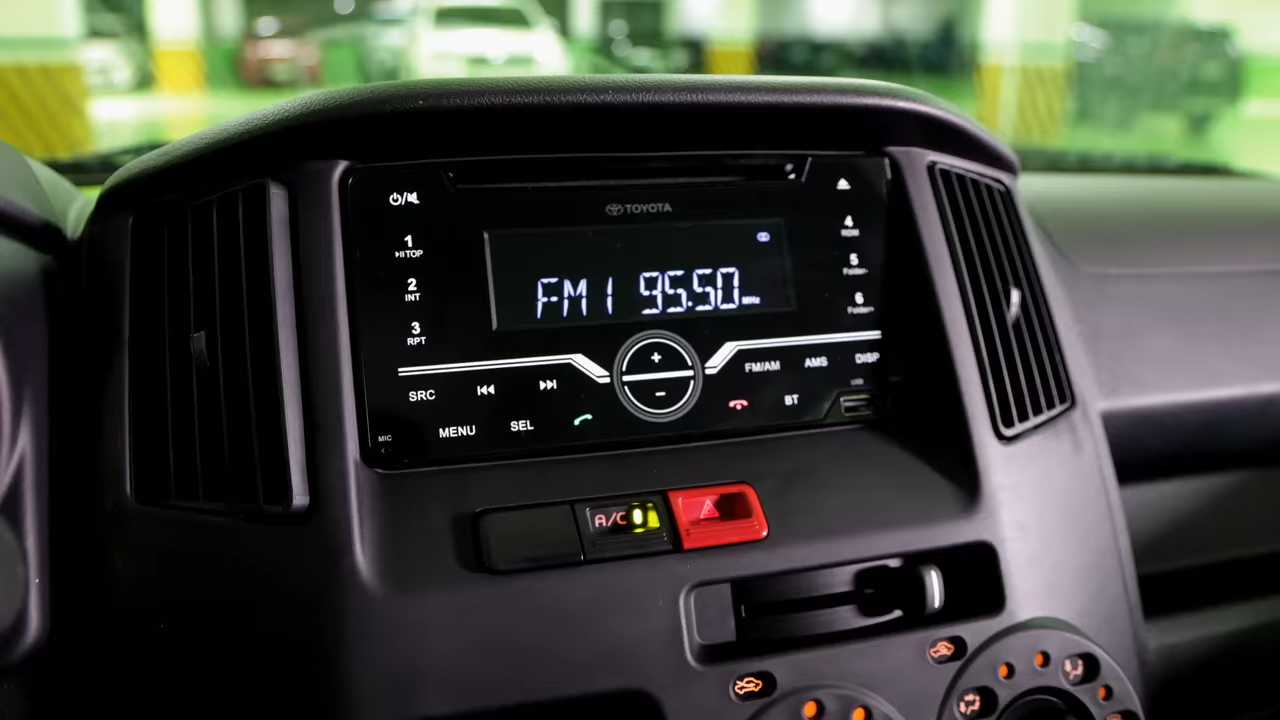 TOYOTA
1
TOP
2
INT
3
RPT
4
RDM
5
Folder-
6
Folder+
FM1 95.50 MHz
SRC
FM/AM AMS DISP
MENU SEL
BT
USB
MIC
A/C